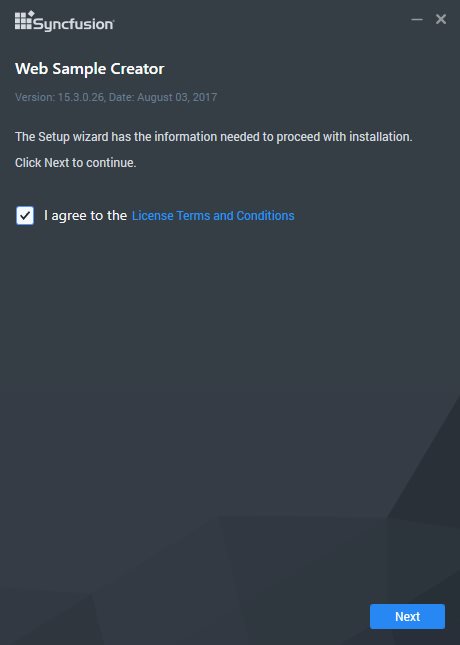 Syncfusion
Web Sample Creator
Version: 15.3.0.26, Date: August 03, 2017
The Setup wizard has the information needed to proceed with installation.
Click Next to continue.
I agree to the License Terms and Conditions
Next